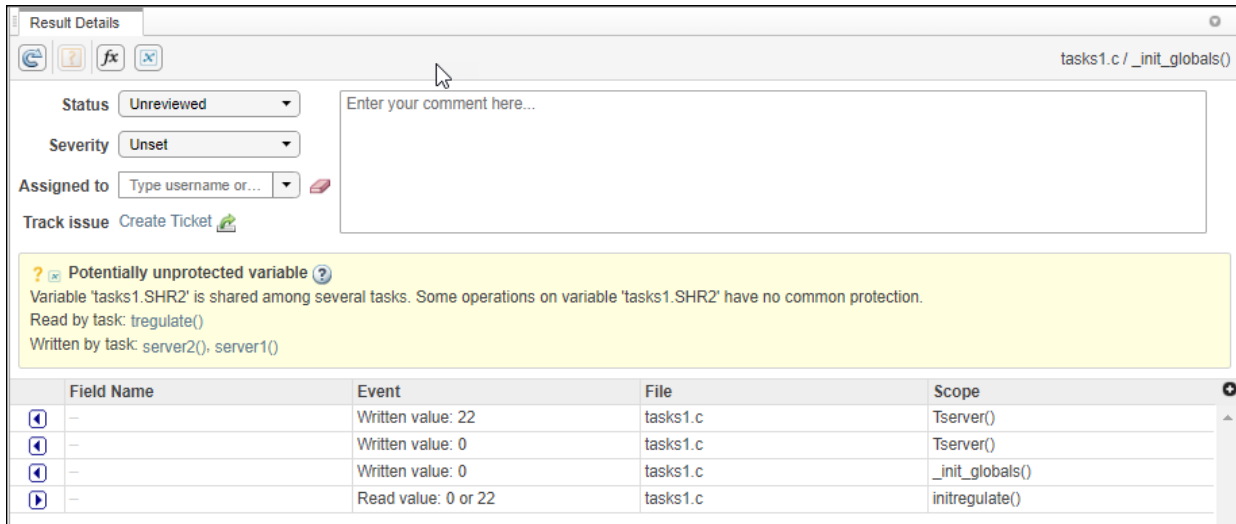 Result Details
fx x tasks1.c / _init_globals()
Status Unreviewed Enter your comment here...
Severity Unset
Assigned to Type username or...
Track issue Create Ticket
? x Potentially unprotected variable ?
Variable 'tasks1.SHR2' is shared among several tasks. Some operations on variable 'tasks1.SHR2' have no common protection.
Read by task: tregulate()
Written by task: server2(), server1()
Field Name Event File Scope
– Written value: 22 tasks1.c Tserver()
– Written value: 0 tasks1.c Tserver()
– Written value: 0 tasks1.c _init_globals()
– Read value: 0 or 22 tasks1.c initregulate()